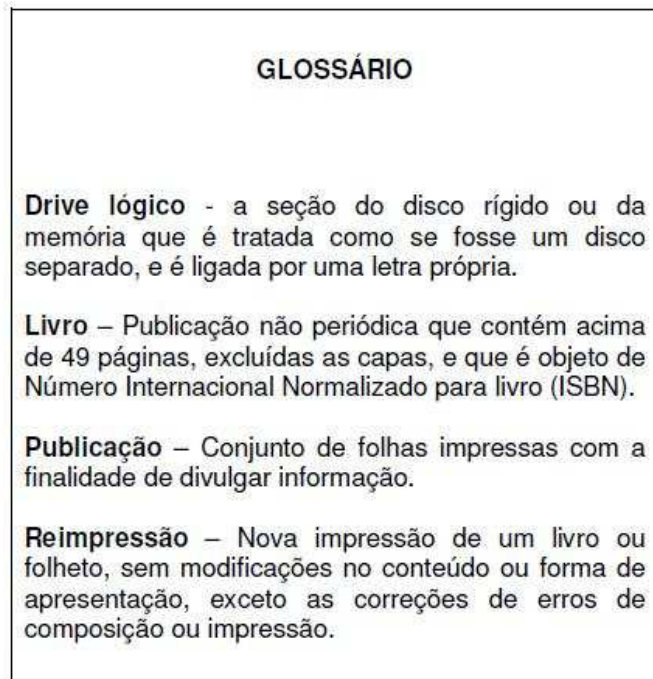 GLOSSÁRIO
Drive lógico - a seção do disco rígido ou da
memória que é tratada como se fosse um disco
separado, e é ligada por uma letra própria.
Livro – Publicação não periódica que contém acima
de 49 páginas, excluídas as capas, e que é objeto de
Número Internacional Normalizado para livro (ISBN).
Publicação – Conjunto de folhas impressas com a
finalidade de divulgar informação.
Reimpressão – Nova impressão de um livro ou
folheto, sem modificações no conteúdo ou forma de
apresentação, exceto as correções de erros de
composição ou impressão.